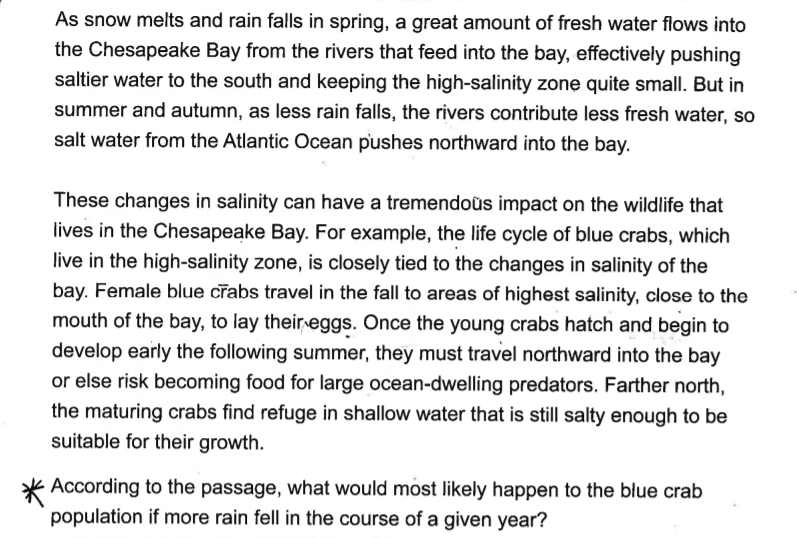 As snow melts and rain falls in spring, a great amount of fresh water flows into
the Chesapeake Bay from the rivers that feed into the bay, effectively pushing
saltier water to the south and keeping the high-salinity zone quite small. But in
summer and autumn, as less rain falls, the rivers contribute less fresh water, so
salt water from the Atlantic Ocean pushes northward into the bay.
These changes in salinity can have a tremendous impact on the wildlife that
lives in the Chesapeake Bay. For example, the life cycle of blue crabs, which
live in the high-salinity zone, is closely tied to the changes in salinity of the
bay. Female blue crabs travel in the fall to areas of highest salinity, close to the
mouth of the bay, to lay their eggs. Once the young crabs hatch and begin to
develop early the following summer, they must travel northward into the bay
or else risk becoming food for large ocean-dwelling predators. Farther north,
the maturing crabs find refuge in shallow water that is still salty enough to be
suitable for their growth.
According to the passage, what would most likely happen to the blue crab
population if more rain fell in the course of a given year?